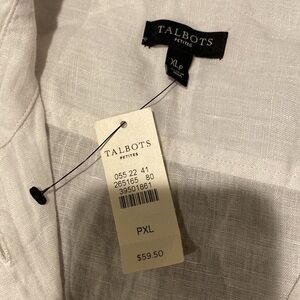 TALBOTS
PETITES
XLP
TALBOTS
PETITES
055 22 41
265165 80
39501861
PXL
$59.50